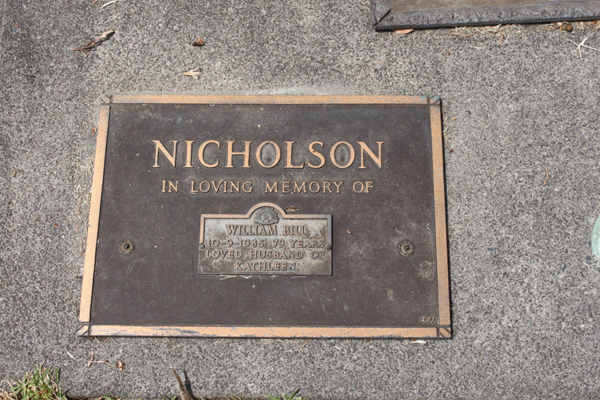 NICHOLSON
IN LOVING MEMORY OF
WILLIAM BILL
10-9-1985 79 YEARS
LOVED HUSBAND OF
KATHLEEN